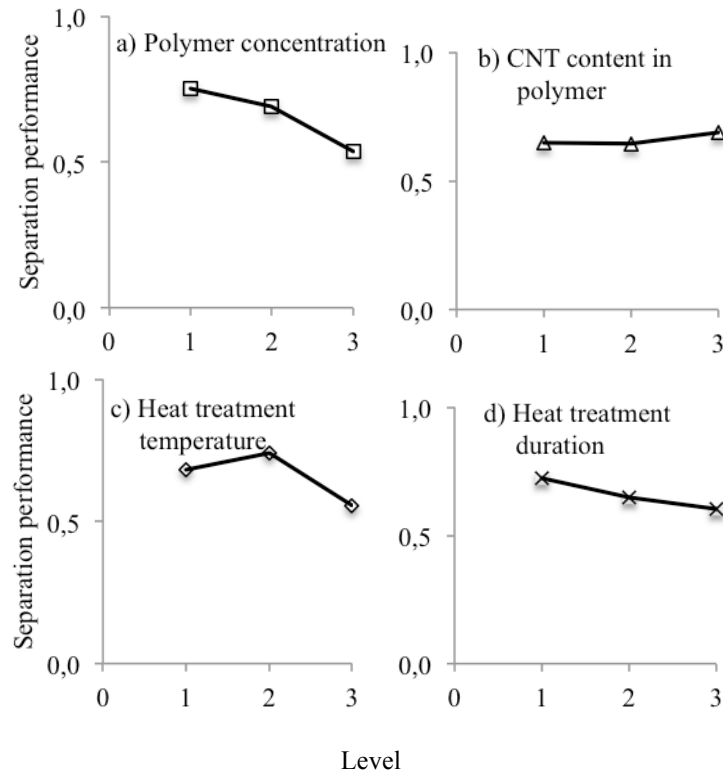 1,0
a) Polymer concentration
Separation performance
0,5
0,0
0 1 2 3
1,0
b) CNT content in
polymer
0,5
0,0
0 1 2 3
1,0
c) Heat treatment
temperature
Separation performance
0,5
0,0
0 1 2 3
1,0
d) Heat treatment
duration
0,5
0,0
0 1 2 3
Level